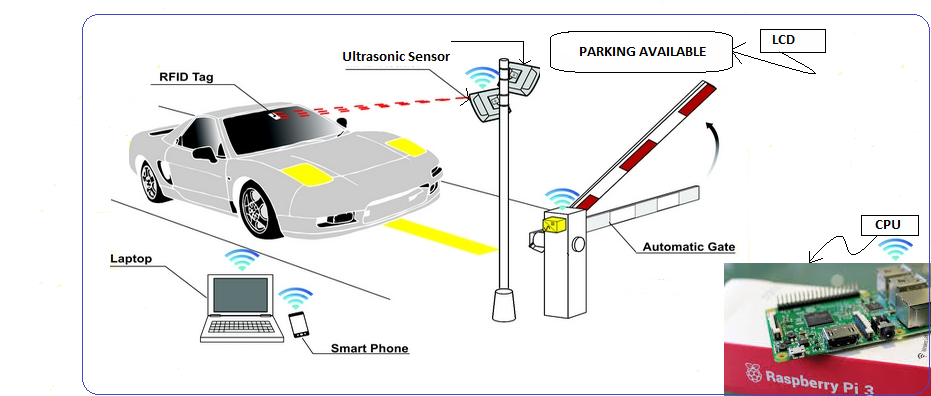 LCD
PARKING AVAILABLE
Ultrasonic Sensor
RFID Tag
CPU
Automatic Gate
Laptop
Smart Phone
Raspberry Pi 3